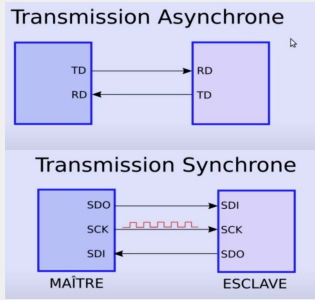 Transmission Asynchrone
TD RD
RD TD
Transmission Synchrone
SDO SDI
SCK SCK
SDI SDO
MAÎTRE ESCLAVE